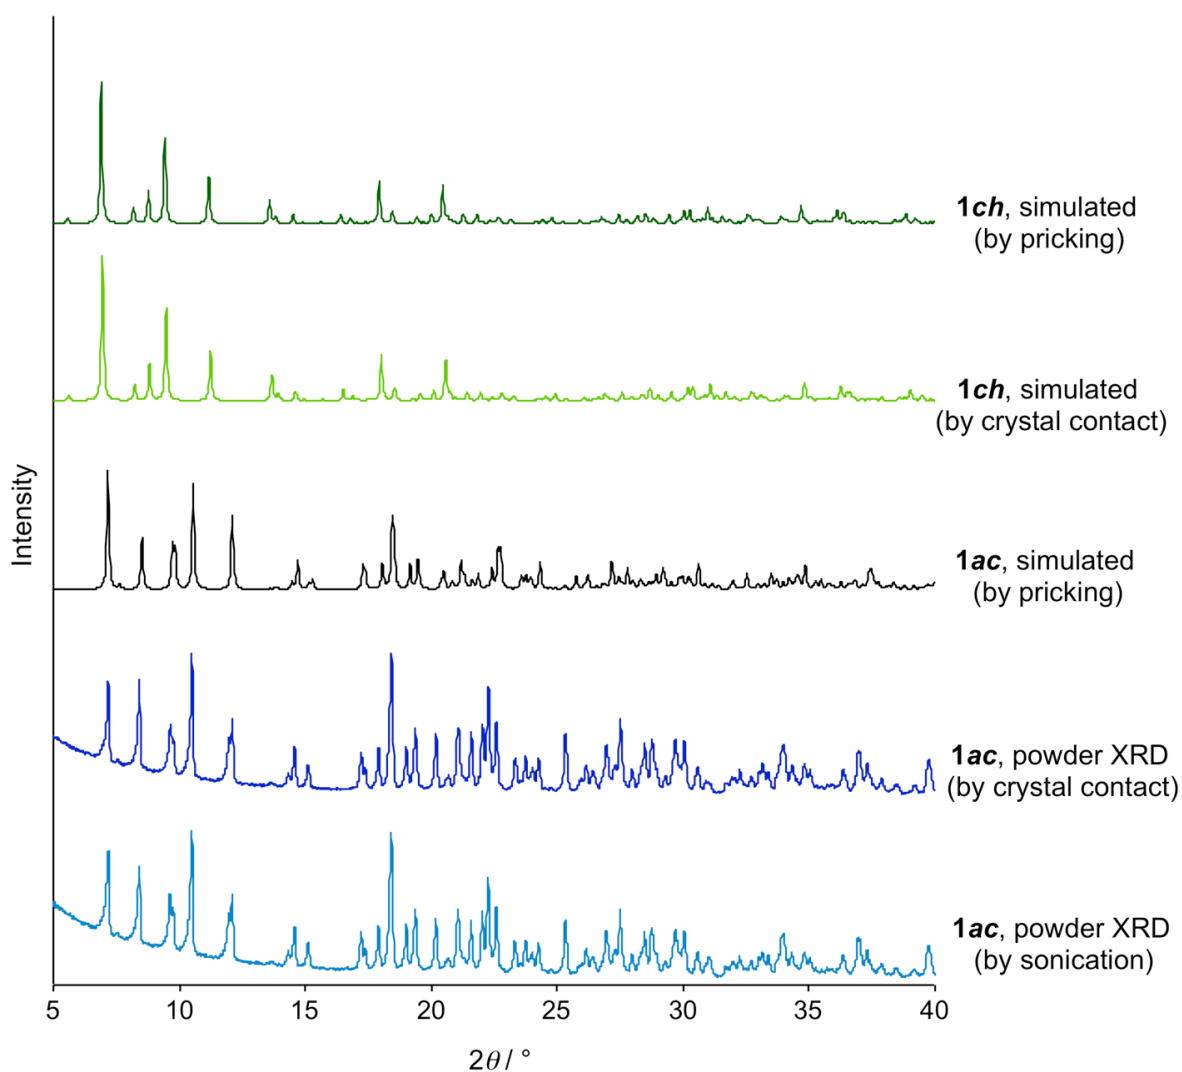 1ch, simulated
(by pricking)
1ch, simulated
(by crystal contact)
Intensity
1ac, simulated
(by pricking)
1ac, powder XRD
(by crystal contact)
1ac, powder XRD
(by sonication)
5 10 15 20 25 30 35 40
2θ / °